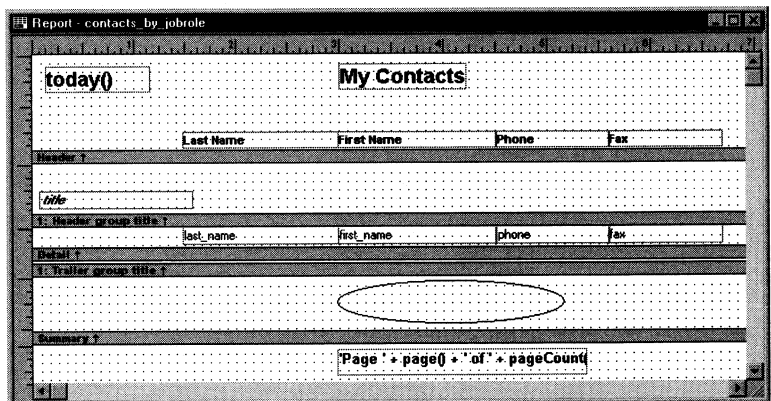 Report - contacts_by_jobrole
today() My Contacts
Last Name First Name Phone Fax
Header ↑
title
1: Header group title ↑
last_name first_name phone fax
Detail ↑
1: Trailer group title ↑
Summary ↑
'Page ' + page() + ' of ' + pageCount(